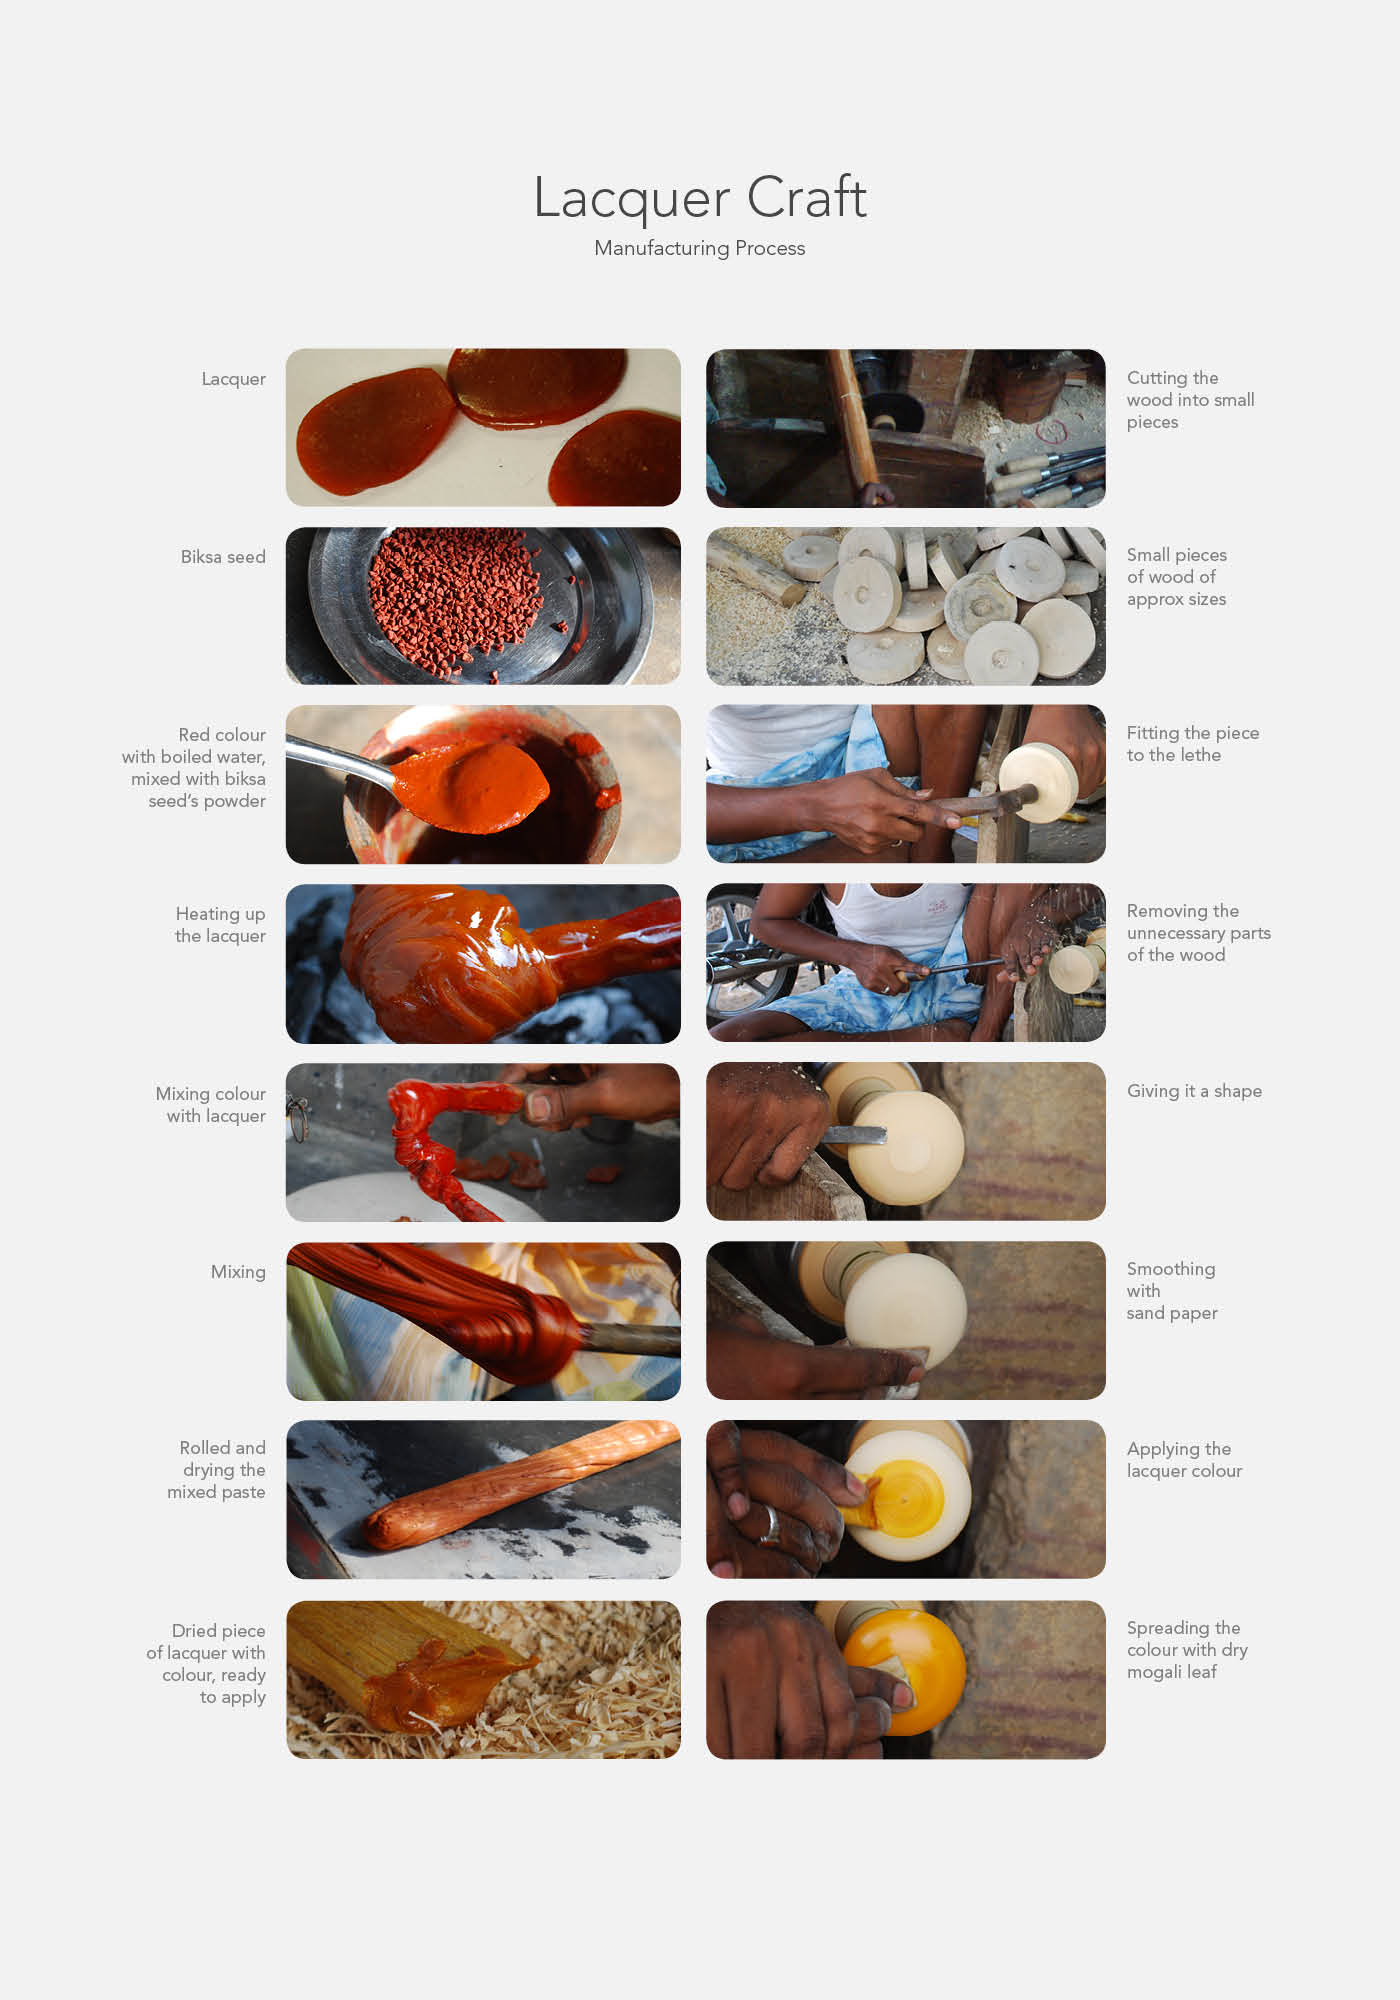 Lacquer Craft
Manufacturing Process
Lacquer
Biksa seed
Red colour
with boiled water,
mixed with biksa
seed's powder
Heating up
the lacquer
Mixing colour
with lacquer
Mixing
Rolled and
drying the
mixed paste
Dried piece
of lacquer with
colour, ready
to apply
Cutting the
wood into small
pieces
Small pieces
of wood of
approx sizes
Fitting the piece
to the lethe
Removing the
unnecessary parts
of the wood
Giving it a shape
Smoothing
with
sand paper
Applying the
lacquer colour
Spreading the
colour with dry
mogali leaf